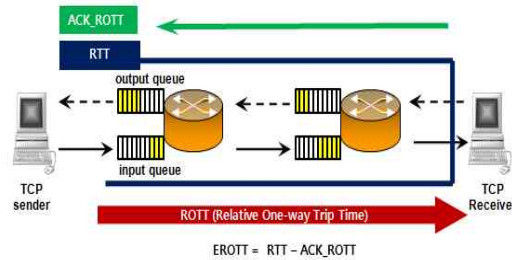 ACK_ROTT
RTT
output queue
input queue
TCP
sender
TCP
Receive
ROTT (Relative One-way Trip Time)
EROTT = RTT – ACK_ROTT